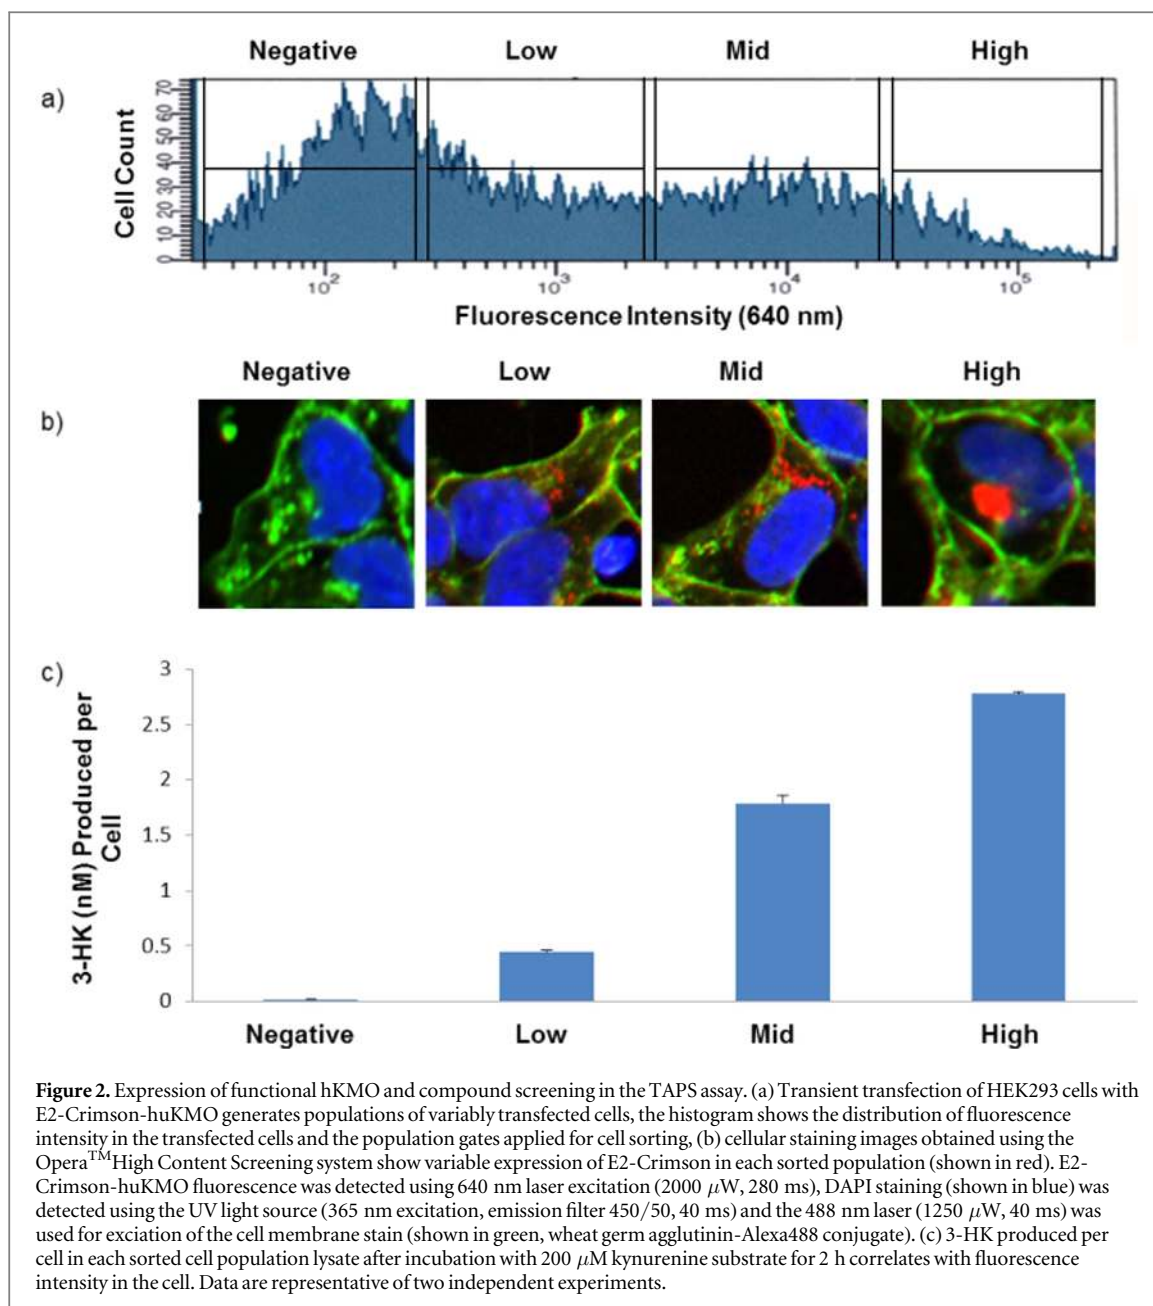 Negative Low Mid High
a)
Cell Count
0 10 20 30 40 50 60 70
10² 10³ 10⁴ 10⁵
Fluorescence Intensity (640 nm)
Negative Low Mid High
b)
c)
3-HK (nM) Produced per
Cell
3
2.5
2
1.5
1
0.5
0
Negative Low Mid High
Figure 2. Expression of functional hKMO and compound screening in the TAPS assay. (a) Transient transfection of HEK293 cells with
E2-Crimson-huKMO generates populations of variably transfected cells, the histogram shows the distribution of fluorescence
intensity in the transfected cells and the population gates applied for cell sorting, (b) cellular staining images obtained using the
Opera™High Content Screening system show variable expression of E2-Crimson in each sorted population (shown in red). E2-
Crimson-huKMO fluorescence was detected using 640 nm laser excitation (2000 μW, 280 ms), DAPI staining (shown in blue) was
detected using the UV light source (365 nm excitation, emission filter 450/50, 40 ms) and the 488 nm laser (1250 μW, 40 ms) was
used for exciation of the cell membrane stain (shown in green, wheat germ agglutinin-Alexa488 conjugate). (c) 3-HK produced per
cell in each sorted cell population lysate after incubation with 200 μM kynurenine substrate for 2 h correlates with fluorescence
intensity in the cell. Data are representative of two independent experiments.